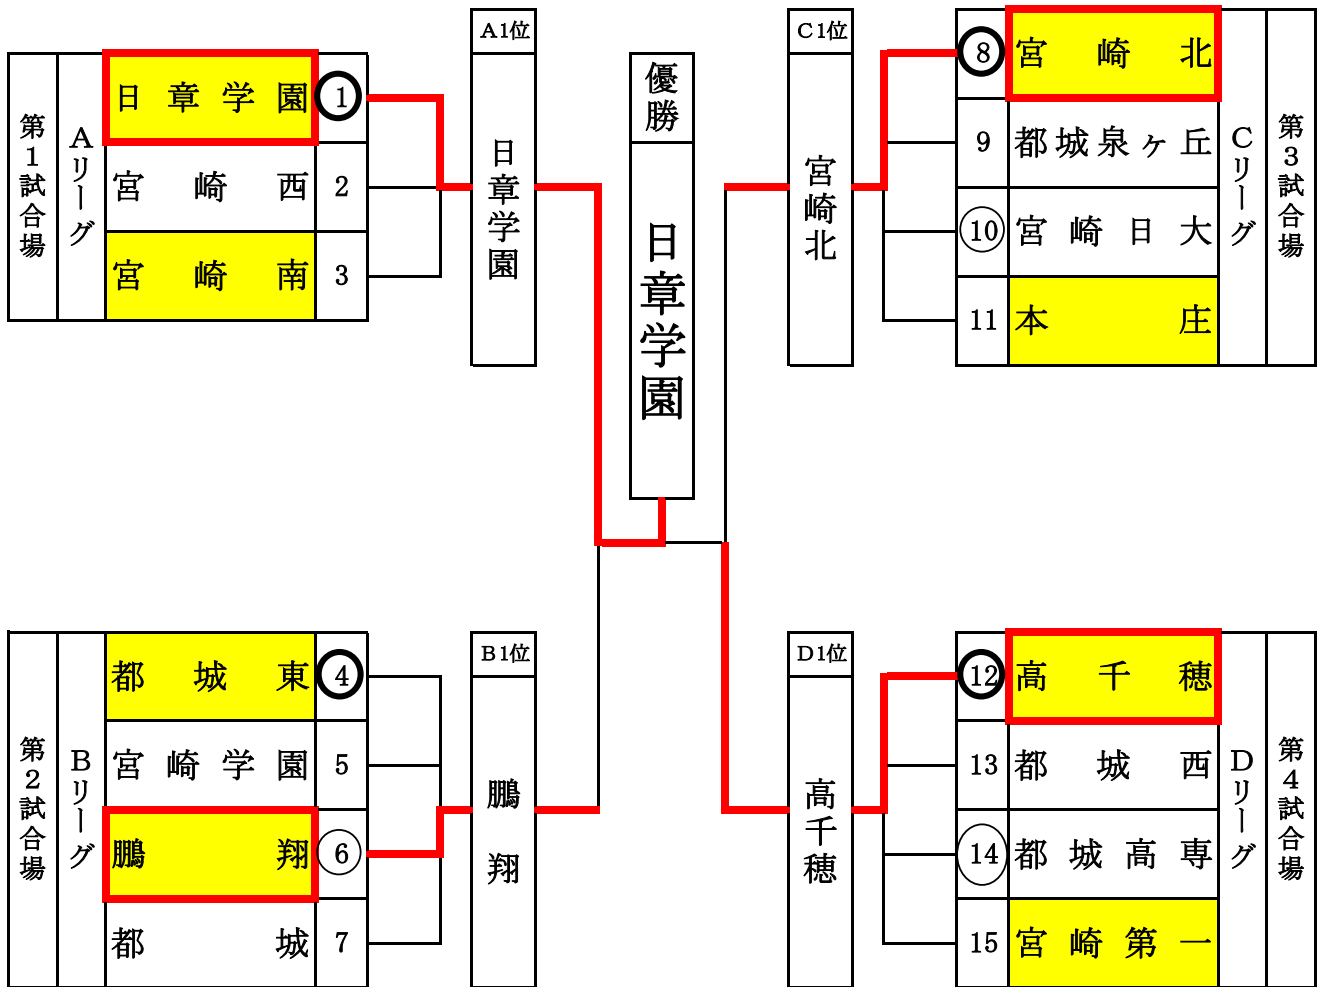 第1試合場
Aリーグ
日章学園 1
宮崎西 2
宮崎南 3
A1位
日章学園
優勝
日章学園
C1位
宮崎北
8 宮崎北
9 都城泉ヶ丘
10 宮崎日大
11 本庄
Cリーグ
第3試合場
第2試合場
Bリーグ
都城東 4
宮崎学園 5
鵬翔 6
都城 7
B1位
鵬翔
D1位
高千穂
12 高千穂
13 都城西
14 都城高専
15 宮崎第一
Dリーグ
第4試合場